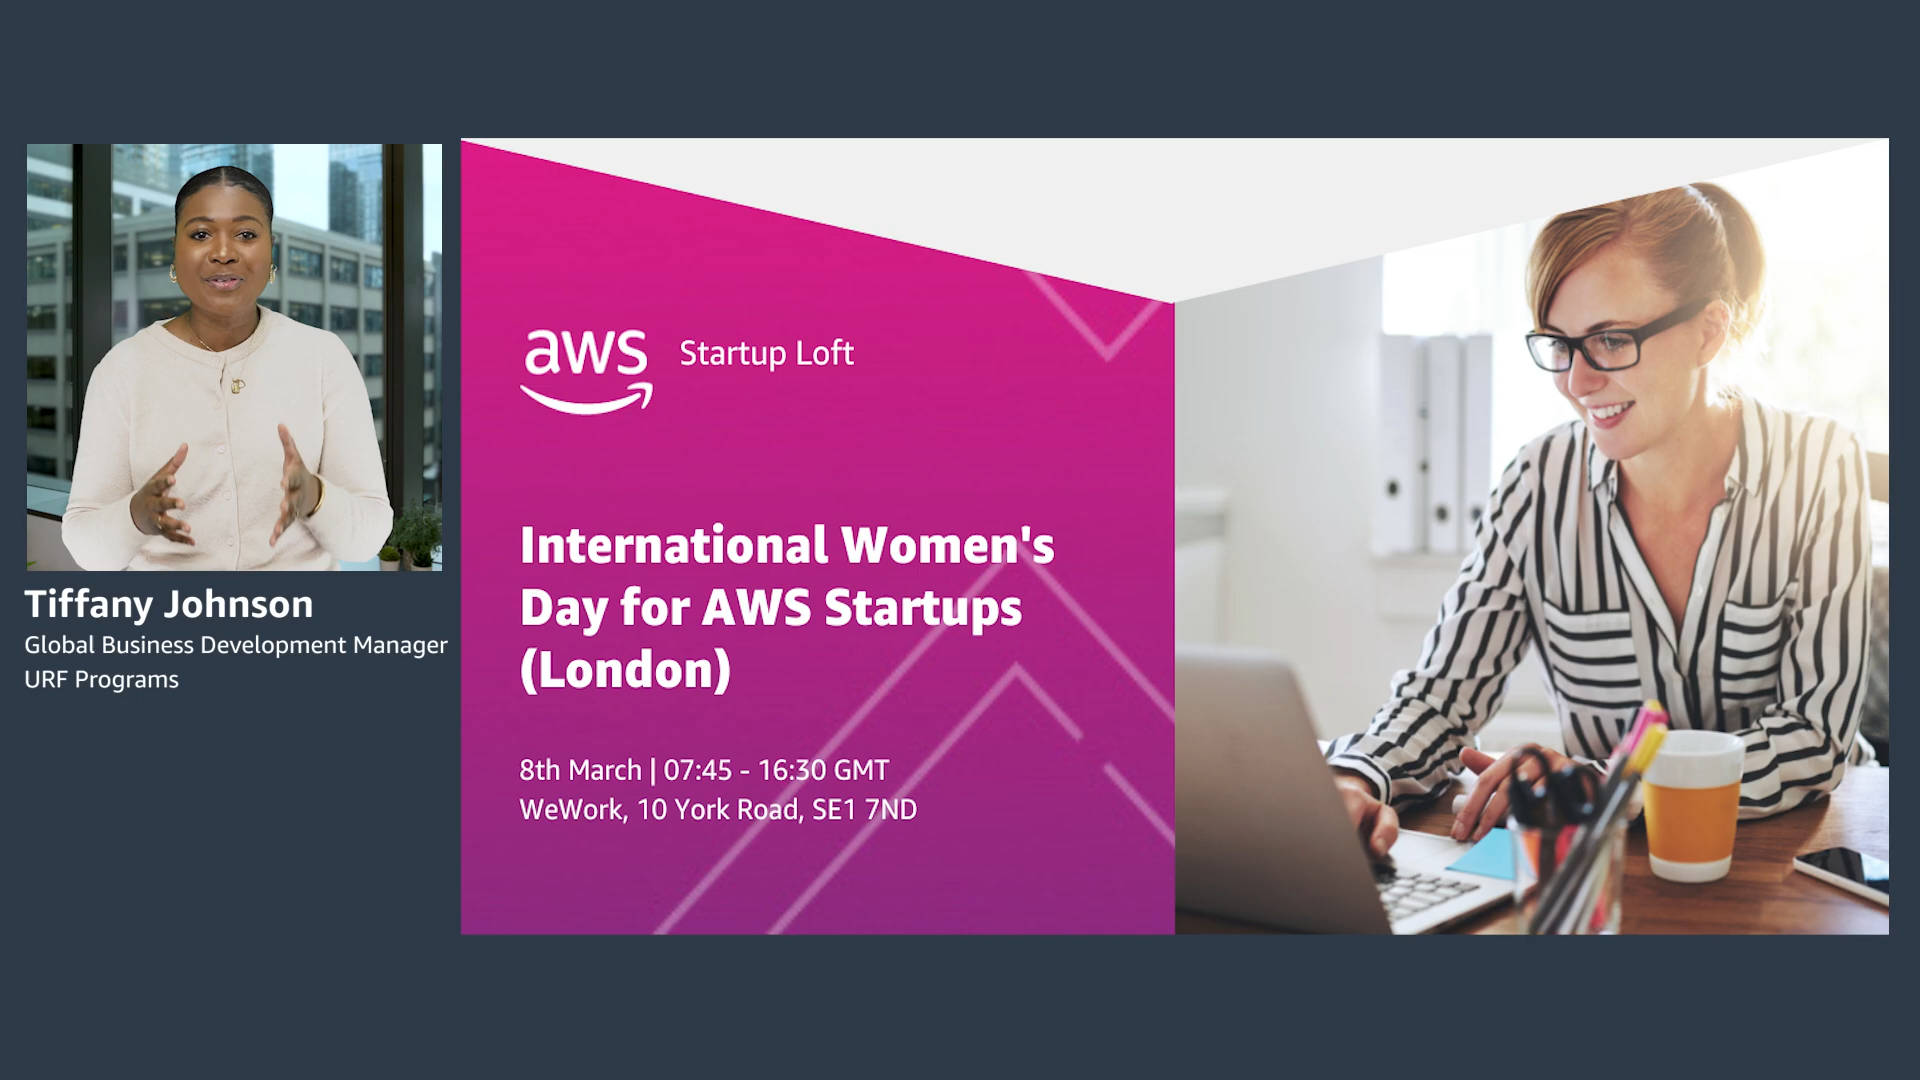 Tiffany Johnson
Global Business Development Manager
URF Programs
aws
Startup Loft
International Women's
Day for AWS Startups
(London)
8th March | 07:45 - 16:30 GMT
WeWork, 10 York Road, SE1 7ND